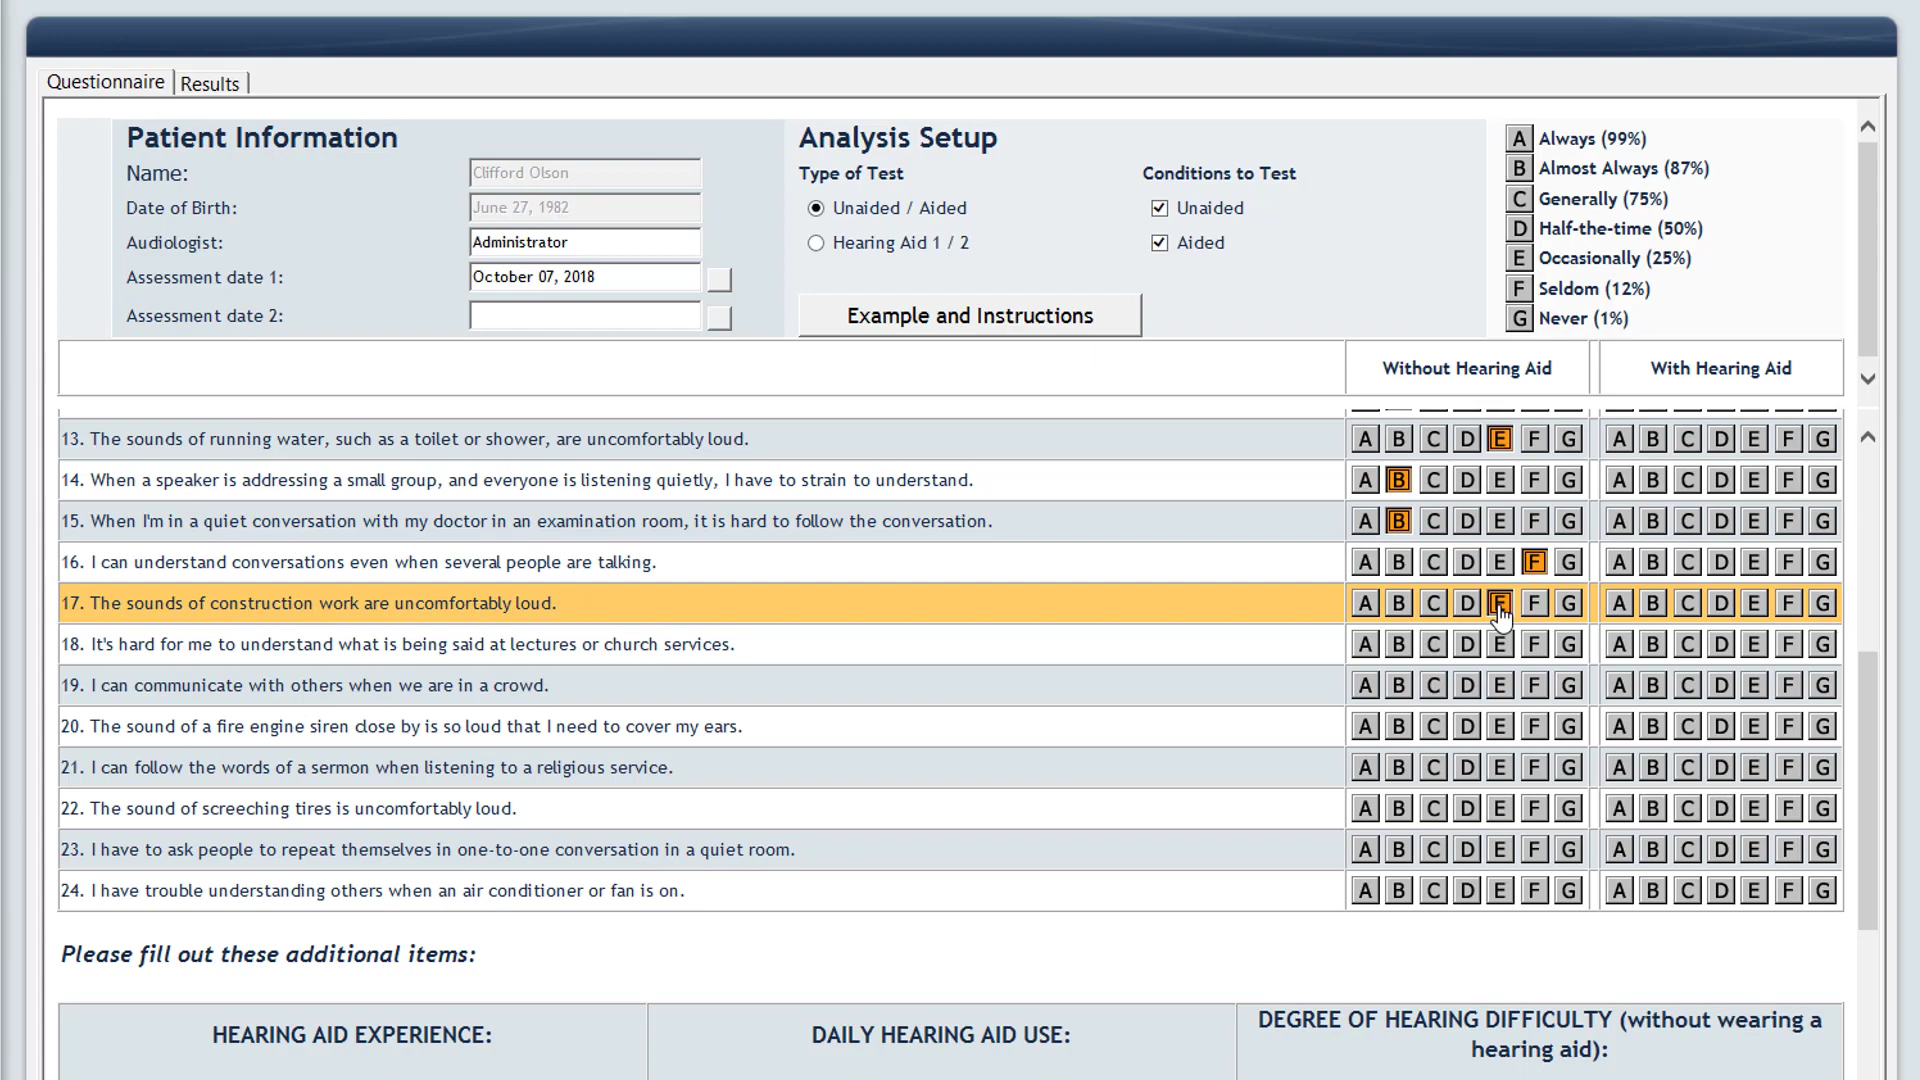 Questionnaire Results
Patient Information
Name: Clifford Olson
Date of Birth: June 27, 1982
Audiologist: Administrator
Assessment date 1: October 07, 2018
Assessment date 2:
Analysis Setup
Type of Test
Unaided / Aided
Hearing Aid 1 / 2
Conditions to Test
Unaided
Aided
Example and Instructions
A Always (99%)
B Almost Always (87%)
C Generally (75%)
D Half-the-time (50%)
E Occasionally (25%)
F Seldom (12%)
G Never (1%)
Without Hearing Aid With Hearing Aid
13. The sounds of running water, such as a toilet or shower, are uncomfortably loud. A B C D E F G A B C D E F G
14. When a speaker is addressing a small group, and everyone is listening quietly, I have to strain to understand. A B C D E F G A B C D E F G
15. When I'm in a quiet conversation with my doctor in an examination room, it is hard to follow the conversation. A B C D E F G A B C D E F G
16. I can understand conversations even when several people are talking. A B C D E F G A B C D E F G
17. The sounds of construction work are uncomfortably loud. A B C D E F G A B C D E F G
18. It's hard for me to understand what is being said at lectures or church services. A B C D E F G A B C D E F G
19. I can communicate with others when we are in a crowd. A B C D E F G A B C D E F G
20. The sound of a fire engine siren close by is so loud that I need to cover my ears. A B C D E F G A B C D E F G
21. I can follow the words of a sermon when listening to a religious service. A B C D E F G A B C D E F G
22. The sound of screeching tires is uncomfortably loud. A B C D E F G A B C D E F G
23. I have to ask people to repeat themselves in one-to-one conversation in a quiet room. A B C D E F G A B C D E F G
24. I have trouble understanding others when an air conditioner or fan is on. A B C D E F G A B C D E F G
Please fill out these additional items:
HEARING AID EXPERIENCE:
DAILY HEARING AID USE:
DEGREE OF HEARING DIFFICULTY (without wearing a
hearing aid):